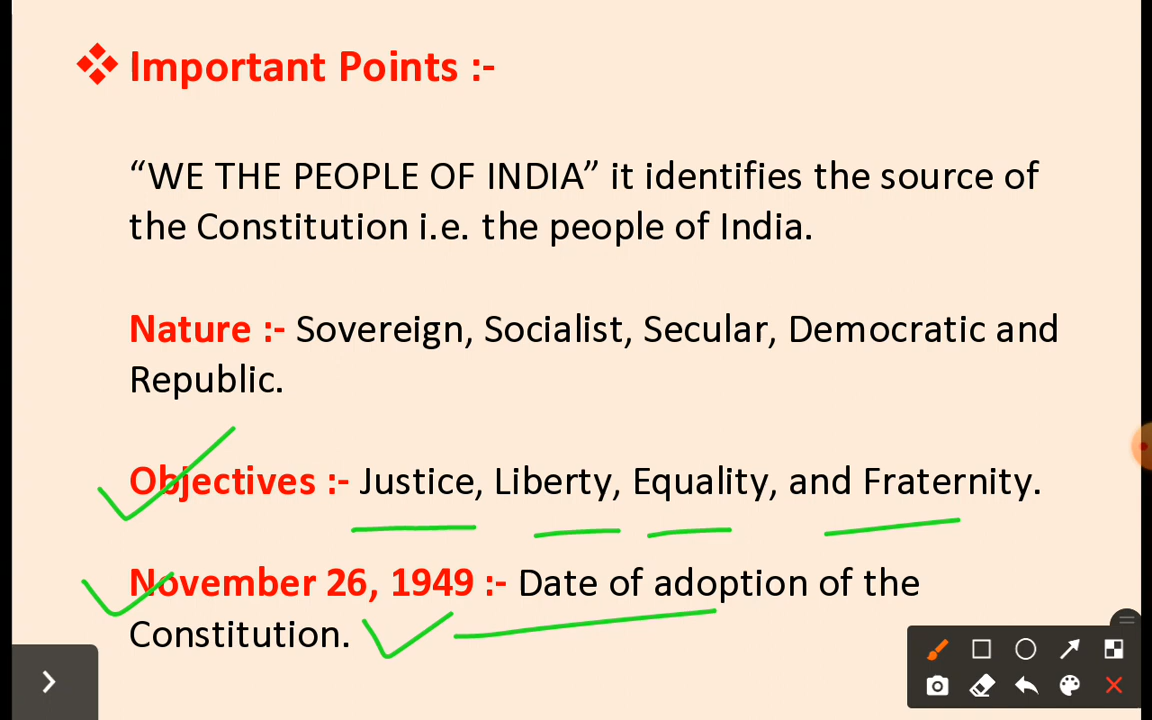 ❖ Important Points :-
“WE THE PEOPLE OF INDIA” it identifies the source of
the Constitution i.e. the people of India.
Nature :- Sovereign, Socialist, Secular, Democratic and
Republic.
Objectives :- Justice, Liberty, Equality, and Fraternity.
November 26, 1949 :- Date of adoption of the
Constitution.